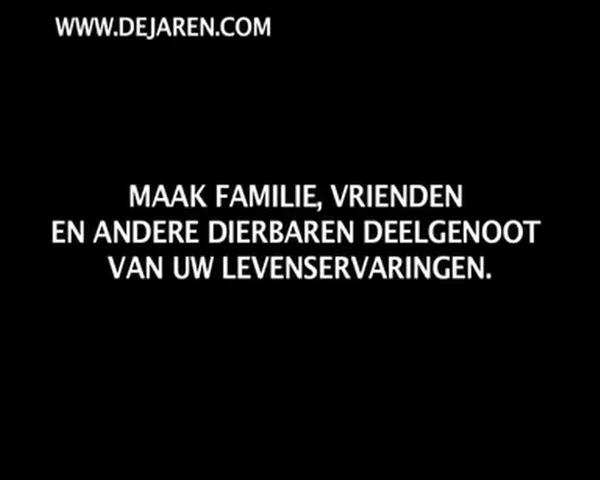 WWW.DEJAREN.COM
MAAK FAMILIE, VRIENDEN
EN ANDERE DIERBAREN DEELGENOOT
VAN UW LEVENSERVARINGEN.